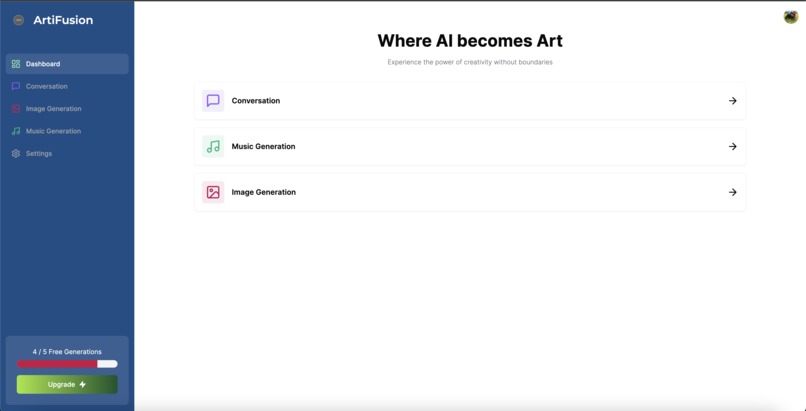 ArtiFusion
Dashboard
Conversation
Image Generation
Music Generation
Settings
4 / 5 Free Generations
Upgrade
Where AI becomes Art
Experience the power of creativity without boundaries
Conversation
Music Generation
Image Generation